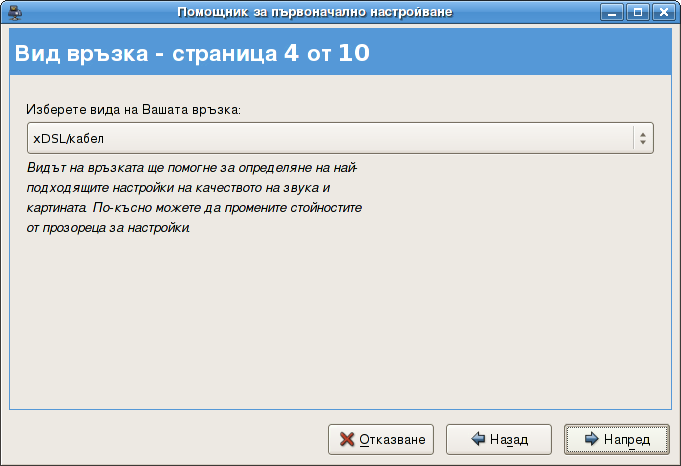 Помощник за първоначално настройване
Вид връзка - страница 4 от 10
Изберете вида на Вашата връзка:
xDSL/кабел
Видът на връзката ще помогне за определяне на най-
подходящите настройки на качеството на звука и
картината. По-късно можете да промените стойностите
от прозореца за настройки.
Отказване
Назад
Напред